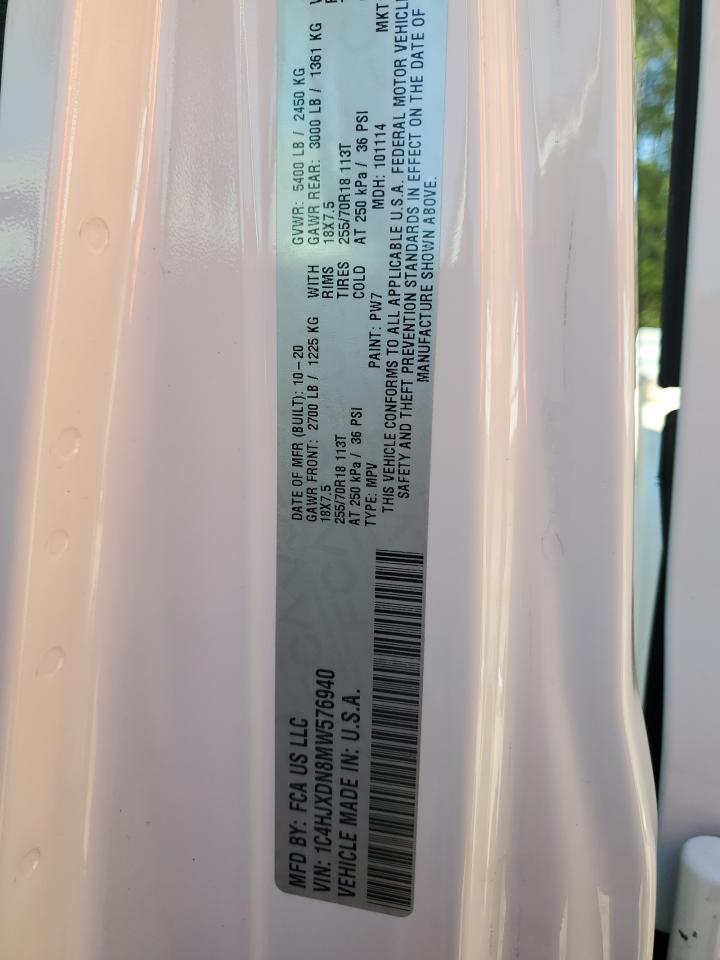 MFD BY: FCA US LLC
VIN: 1C4HJXDN8MW576940
VEHICLE MADE IN: U.S.A.
DATE OF MFR (BUILT): 10-20 GVWR: 5400 LB / 2450 KG
GAWR FRONT: 2700 LB / 1225 KG WITH GAWR REAR: 3000 LB / 1361 KG
18X7.5 RIMS 18X7.5
255/70R18 113T TIRES 255/70R18 113T
AT 250 kPa / 36 PSI COLD AT 250 kPa / 36 PSI
TYPE: MPV PAINT: PW7 MDH: 101114 MKT
THIS VEHICLE CONFORMS TO ALL APPLICABLE U.S.A. FEDERAL MOTOR VEHICLE
SAFETY AND THEFT PREVENTION STANDARDS IN EFFECT ON THE DATE OF
MANUFACTURE SHOWN ABOVE.